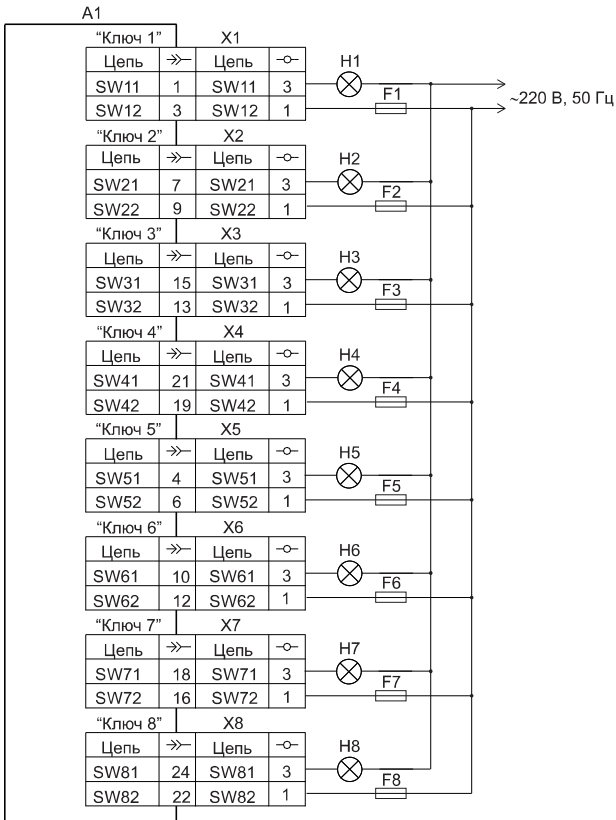 A1
“Ключ 1” X1
Цепь Цепь
SW11 1 SW11 3 H1
SW12 3 SW12 1 F1
~220 В, 50 Гц
“Ключ 2” X2
Цепь Цепь
SW21 7 SW21 3 H2
SW22 9 SW22 1 F2
“Ключ 3” X3
Цепь Цепь
SW31 15 SW31 3 H3
SW32 13 SW32 1 F3
“Ключ 4” X4
Цепь Цепь
SW41 21 SW41 3 H4
SW42 19 SW42 1 F4
“Ключ 5” X5
Цепь Цепь
SW51 4 SW51 3 H5
SW52 6 SW52 1 F5
“Ключ 6” X6
Цепь Цепь
SW61 10 SW61 3 H6
SW62 12 SW62 1 F6
“Ключ 7” X7
Цепь Цепь
SW71 18 SW71 3 H7
SW72 16 SW72 1 F7
“Ключ 8” X8
Цепь Цепь
SW81 24 SW81 3 H8
SW82 22 SW82 1 F8